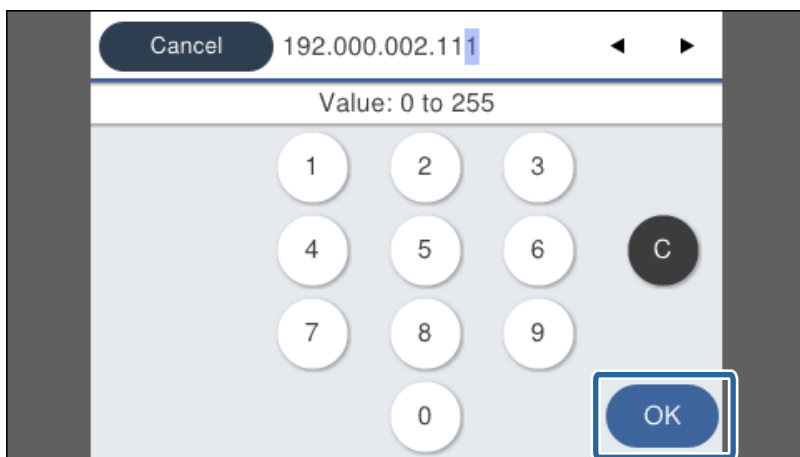 Cancel 192.000.002.111 ◄ ►
Value: 0 to 255
1 2 3
4 5 6 C
7 8 9
0 OK